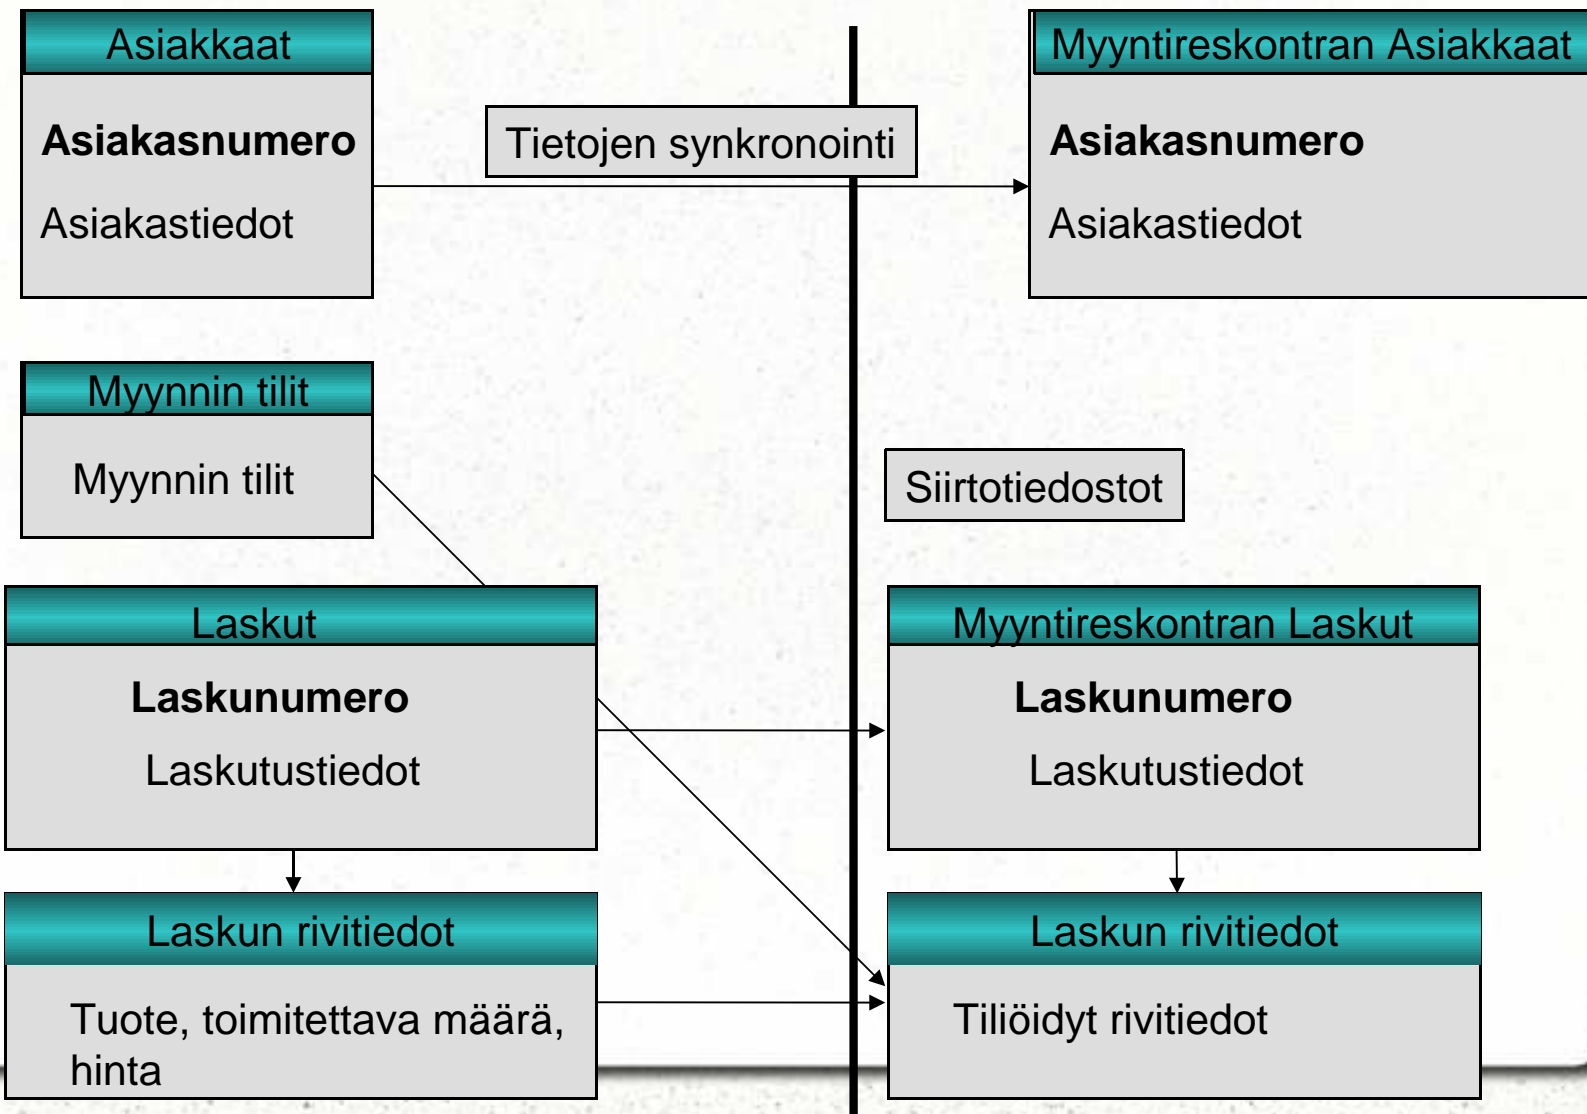 Asiakkaat
Asiakasnumero
Asiakastiedot
Tietojen synkronointi
Myyntireskontran Asiakkaat
Asiakasnumero
Asiakastiedot
Myynnin tilit
Myynnin tilit
Siirtotiedostot
Laskut
Laskunumero
Laskutustiedot
Myyntireskontran Laskut
Laskunumero
Laskutustiedot
Laskun rivitiedot
Tuote, toimitettava määrä,
hinta
Laskun rivitiedot
Tiliöidyt rivitiedot